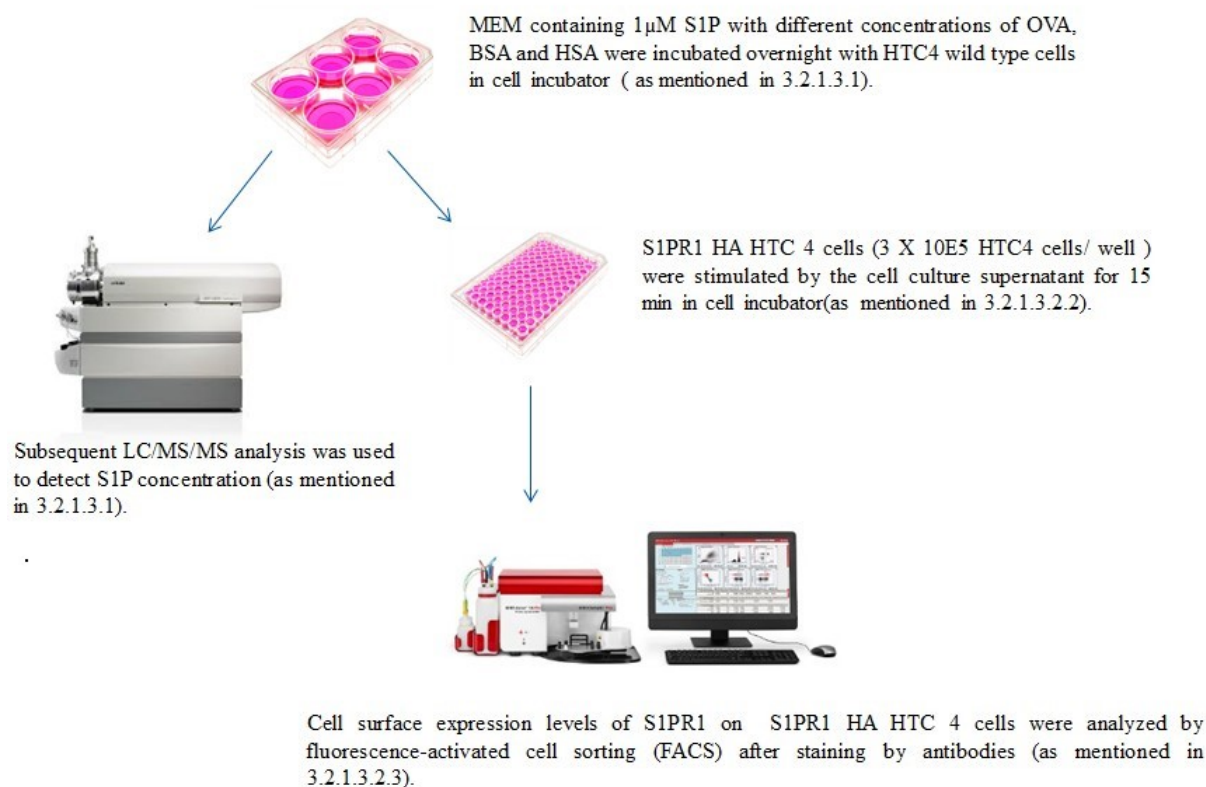 MEM containing 1µM S1P with different concentrations of OVA,
BSA and HSA were incubated overnight with HTC4 wild type cells
in cell incubator ( as mentioned in 3.2.1.3.1).
S1PR1 HA HTC 4 cells (3 X 10E5 HTC4 cells/ well )
were stimulated by the cell culture supernatant for 15
min in cell incubator(as mentioned in 3.2.1.3.2.2).
Subsequent LC/MS/MS analysis was used
to detect S1P concentration (as mentioned
in 3.2.1.3.1).
.
Cell surface expression levels of S1PR1 on S1PR1 HA HTC 4 cells were analyzed by
fluorescence-activated cell sorting (FACS) after staining by antibodies (as mentioned in
3.2.1.3.2.3).